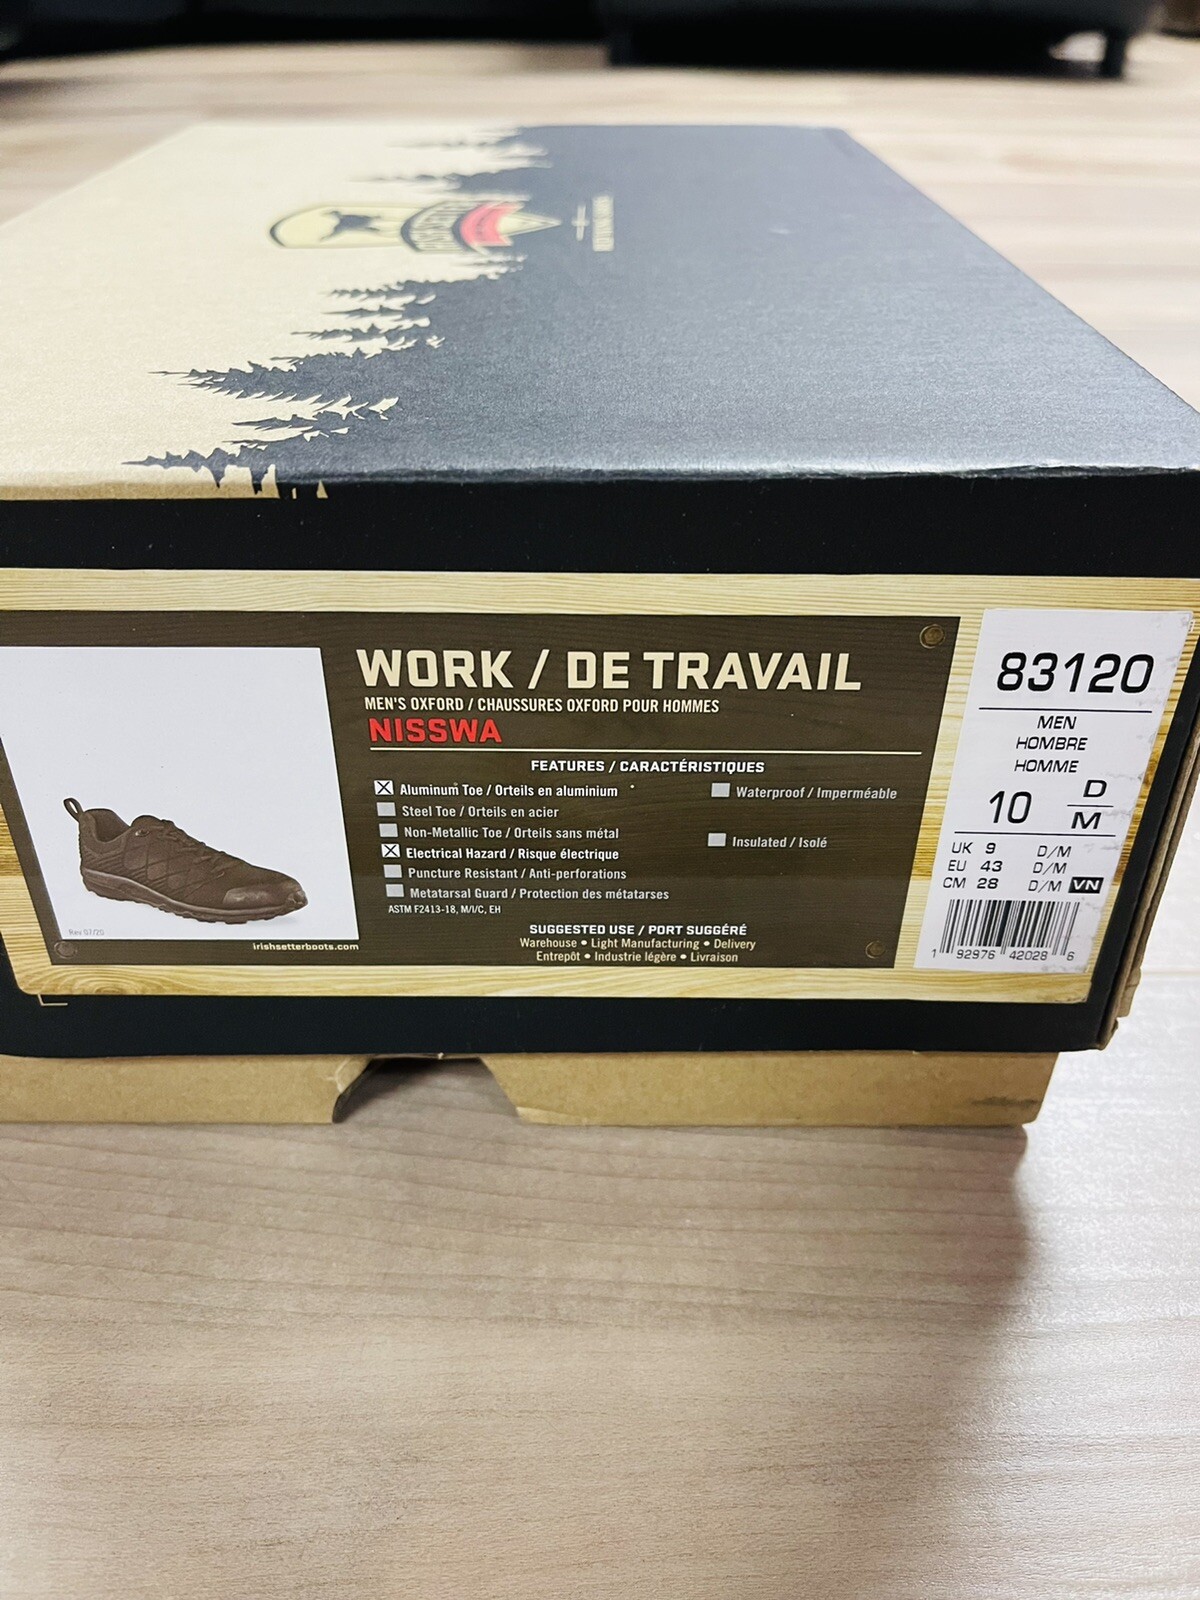 WORK / DE TRAVAIL
MEN'S OXFORD / CHAUSSURES OXFORD POUR HOMMES
NISSWA
FEATURES / CARACTÉRISTIQUES
Aluminum Toe / Orteils en aluminium
Steel Toe / Orteils en acier
Non-Metallic Toe / Orteils sans métal
Electrical Hazard / Risque électrique
Puncture Resistant / Anti-perforations
Metatarsal Guard / Protection des métatarses
ASTM F2413-18, M/I/C, EH
Waterproof / Imperméable
Insulated / Isolé
SUGGESTED USE / PORT SUGGÉRÉ
Warehouse • Light Manufacturing • Delivery
Entrepôt • Industrie légère • Livraison
Rev 07/20
irishsetterboots.com
83120
MEN
HOMBRE
HOMME
10 D
M
UK 9 D/M
EU 43 D/M
CM 28 D/M VN
1 92976 42028 6